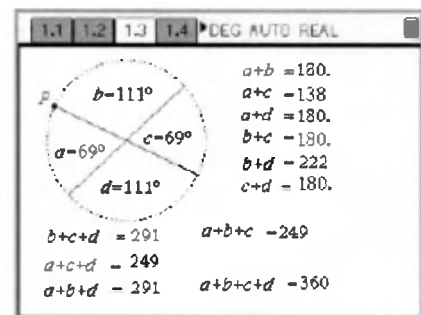 1.1 1.2 1.3 1.4 DEG AUTO REAL
a+b =180.
P b=111° a+c =138
a+d =180.
a=69° c=69° b+c =180.
b+d =222
d=111° c+d =180.
b+c+d =291 a+b+c =249
a+c+d =249
a+b+d =291 a+b+c+d =360